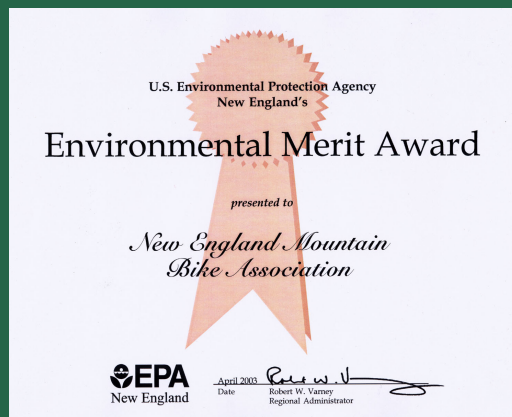 U.S. Environmental Protection Agency
New England's
Environmental Merit Award
presented to
New England Mountain
Bike Association
EPA
New England
April 2003
Date
Robert W. Varney
Regional Administrator